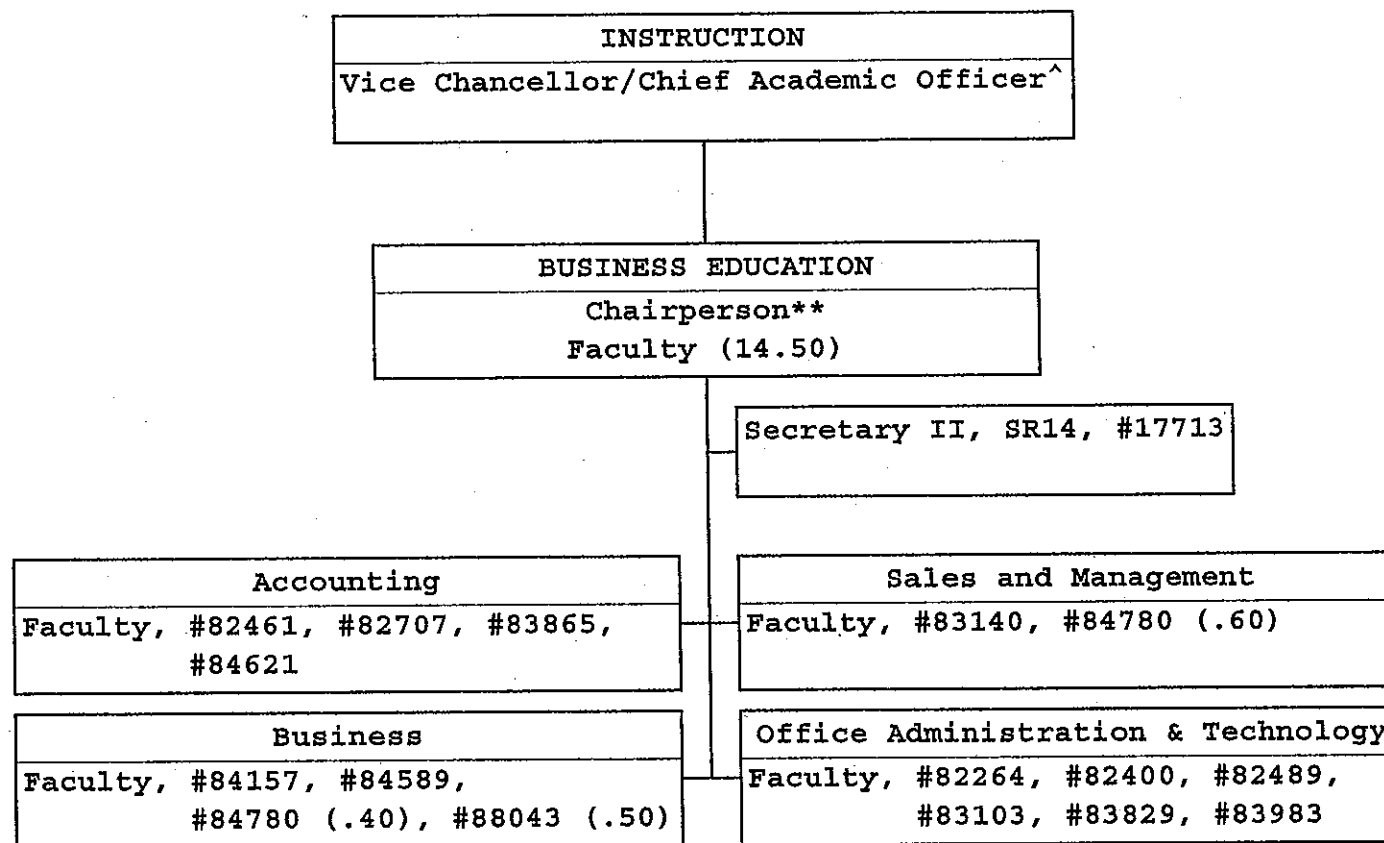 INSTRUCTION
Vice Chancellor/Chief Academic Officer^
BUSINESS EDUCATION
Chairperson**
Faculty (14.50)
Secretary II, SR14, #17713
Accounting
Faculty, #82461, #82707, #83865,
#84621
Sales and Management
Faculty, #83140, #84780 (.60)
Business
Faculty, #84157, #84589,
#84780 (.40), #88043 (.50)
Office Administration & Technology
Faculty, #82264, #82400, #82489,
#83103, #83829, #83983